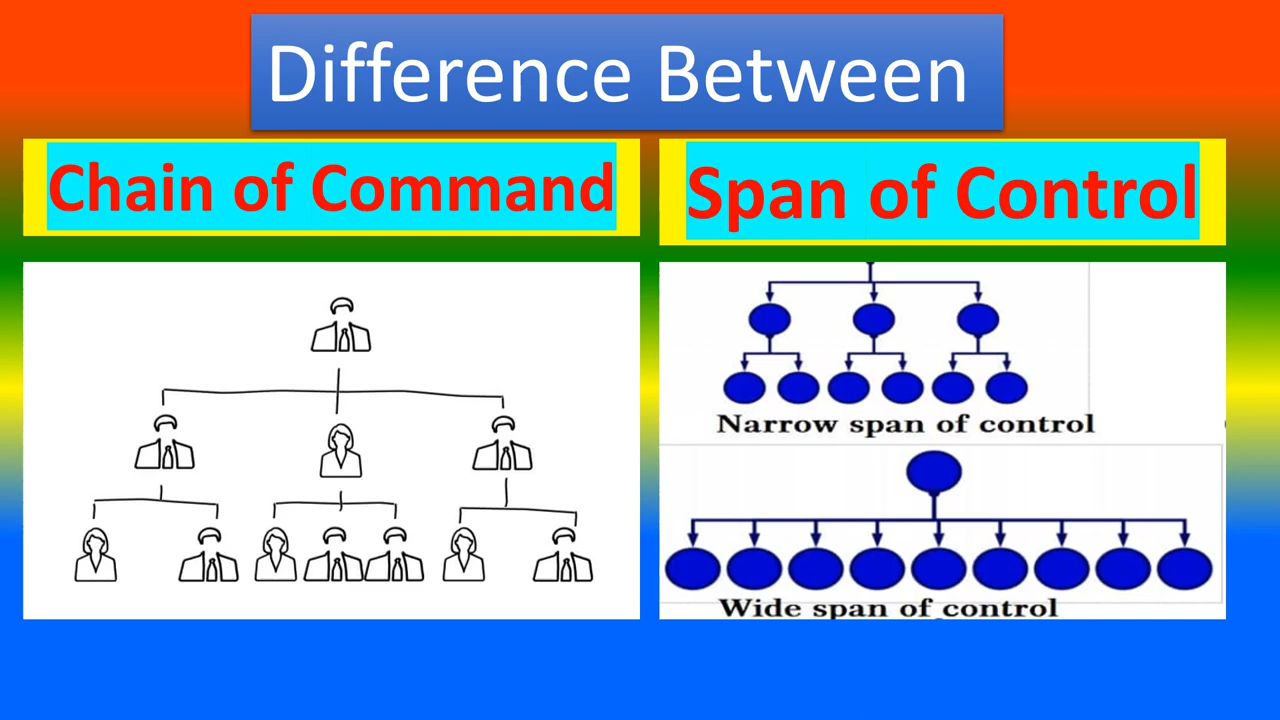 Difference Between
Chain of Command
Span of Control
Narrow span of control
Wide span of control